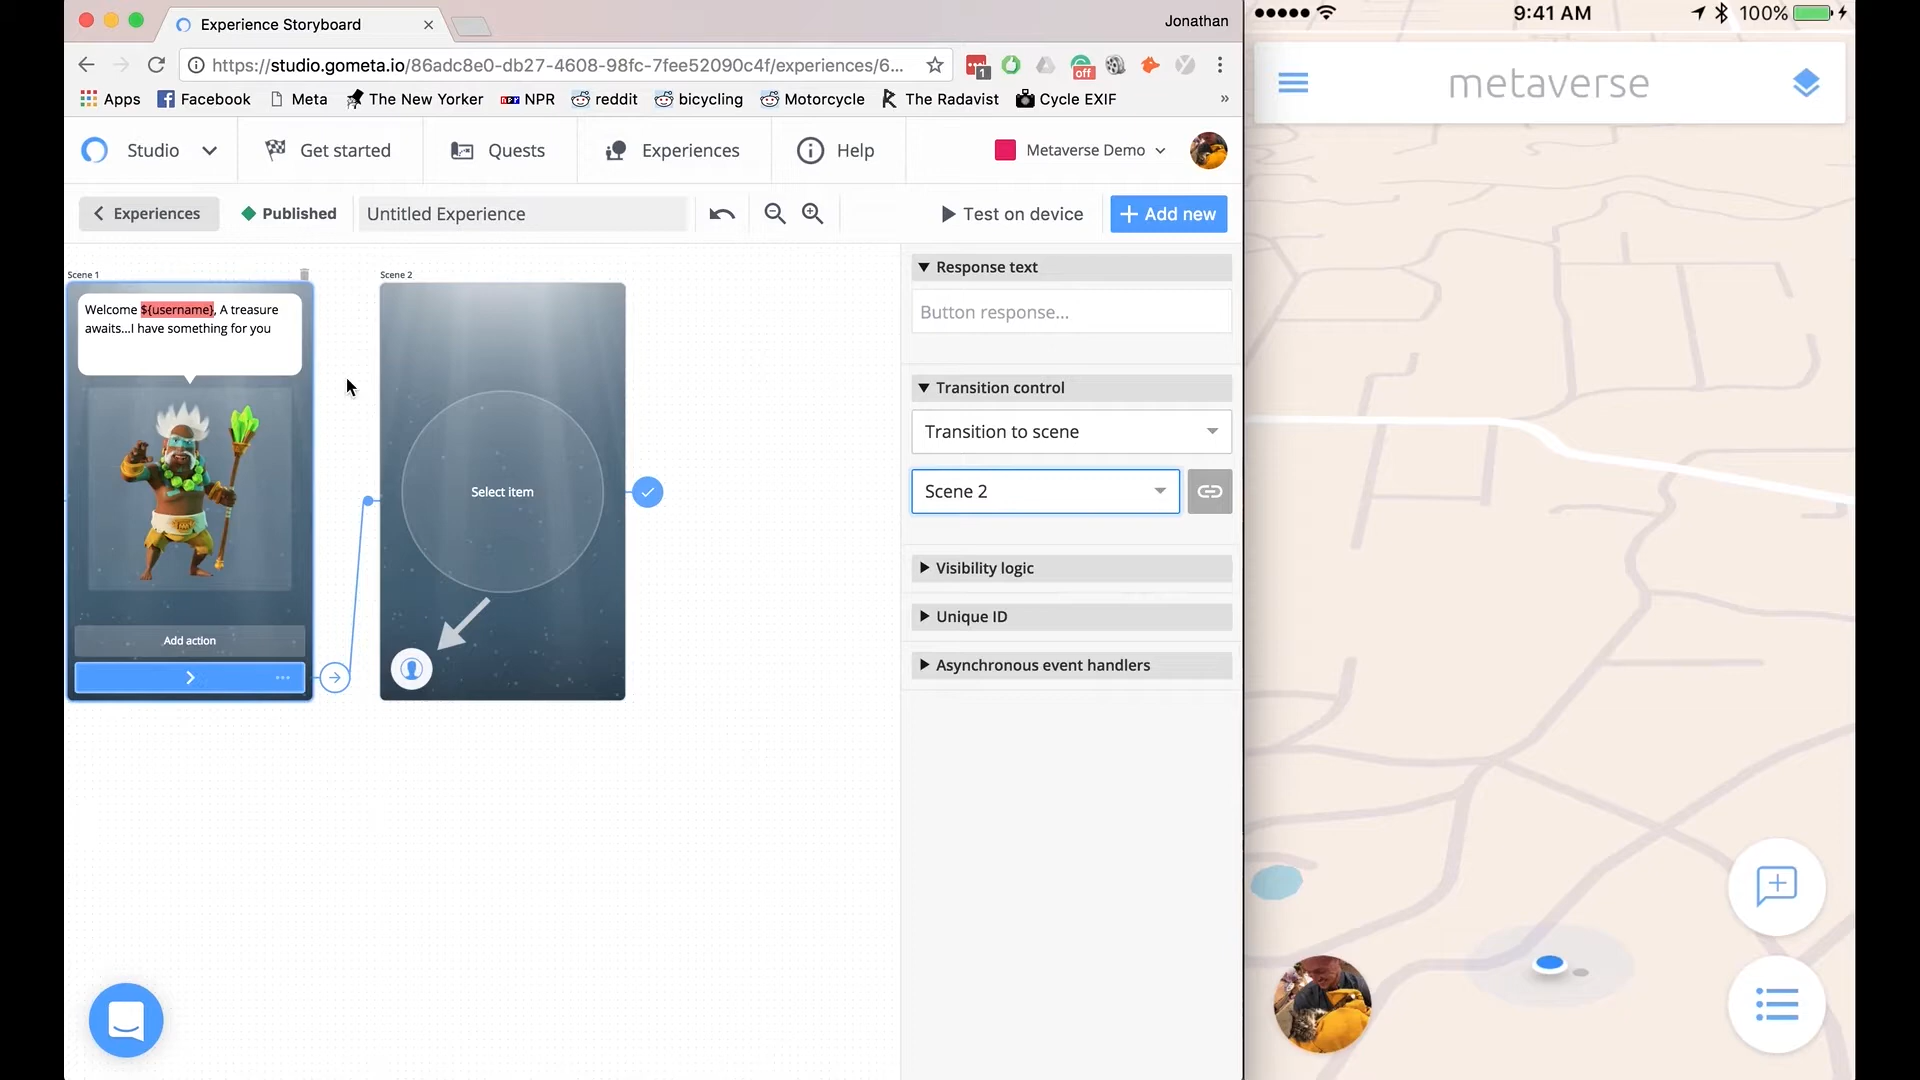 Experience Storyboard
Jonathan
https://studio.gometa.io/86adc8e0-db27-4608-98fc-7fee52090c4f/experiences/6...
1
off
Apps
Facebook
Meta
The New Yorker
npr NPR
reddit
bicycling
Motorcycle
The Radavist
Cycle EXIF
»
Studio
Get started
Quests
Experiences
Help
Metaverse Demo
Experiences
Published
Untitled Experience
Test on device
+ Add new
Scene 1
Welcome ${username}, A treasure
awaits...I have something for you
Add action
Scene 2
Select item
Response text
Button response...
Transition control
Transition to scene
Scene 2
Visibility logic
Unique ID
Asynchronous event handlers
9:41 AM
100%
metaverse